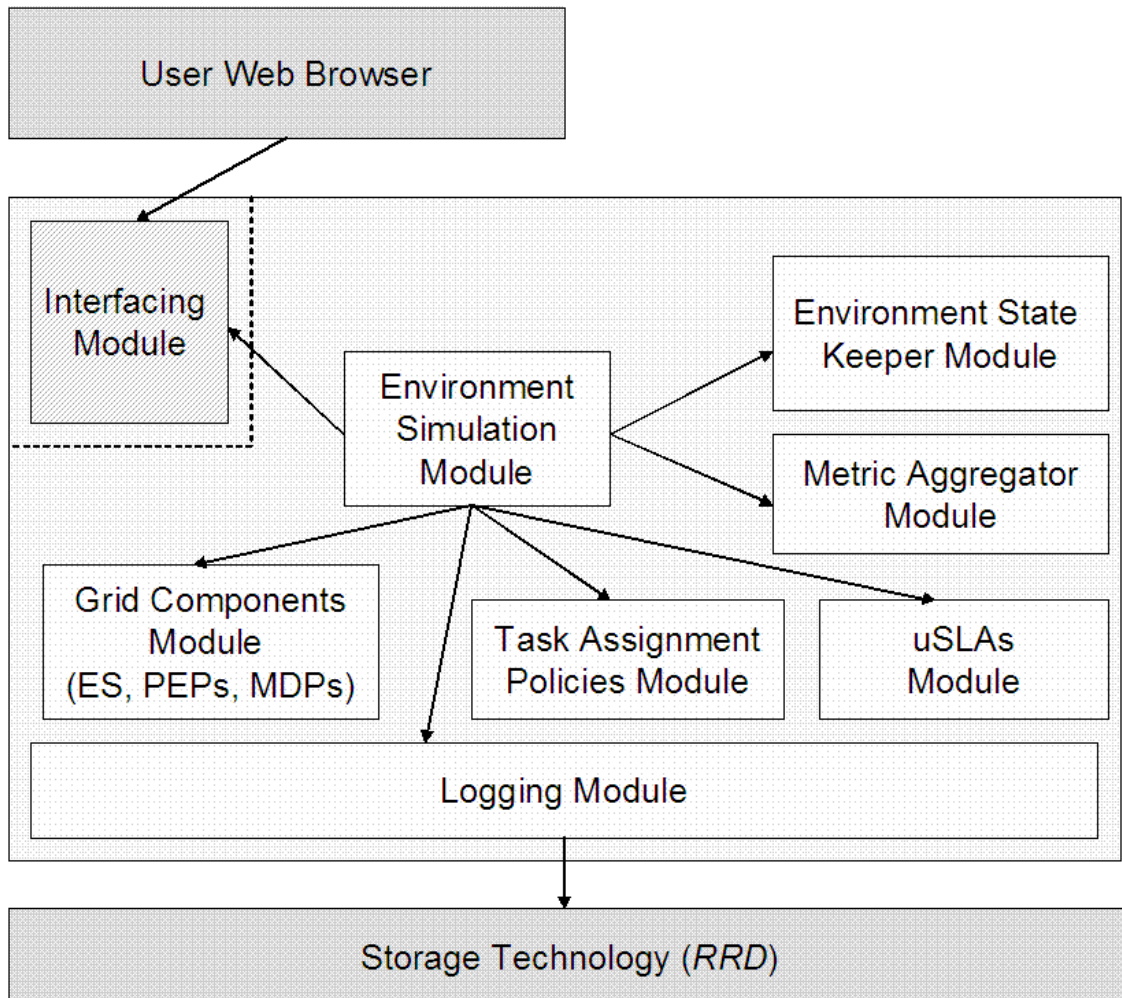 User Web Browser
Interfacing
Module
Environment State
Keeper Module
Environment
Simulation
Module
Metric Aggregator
Module
Grid Components
Module
(ES, PEPs, MDPs)
Task Assignment
Policies Module
uSLAs
Module
Logging Module
Storage Technology (RRD)